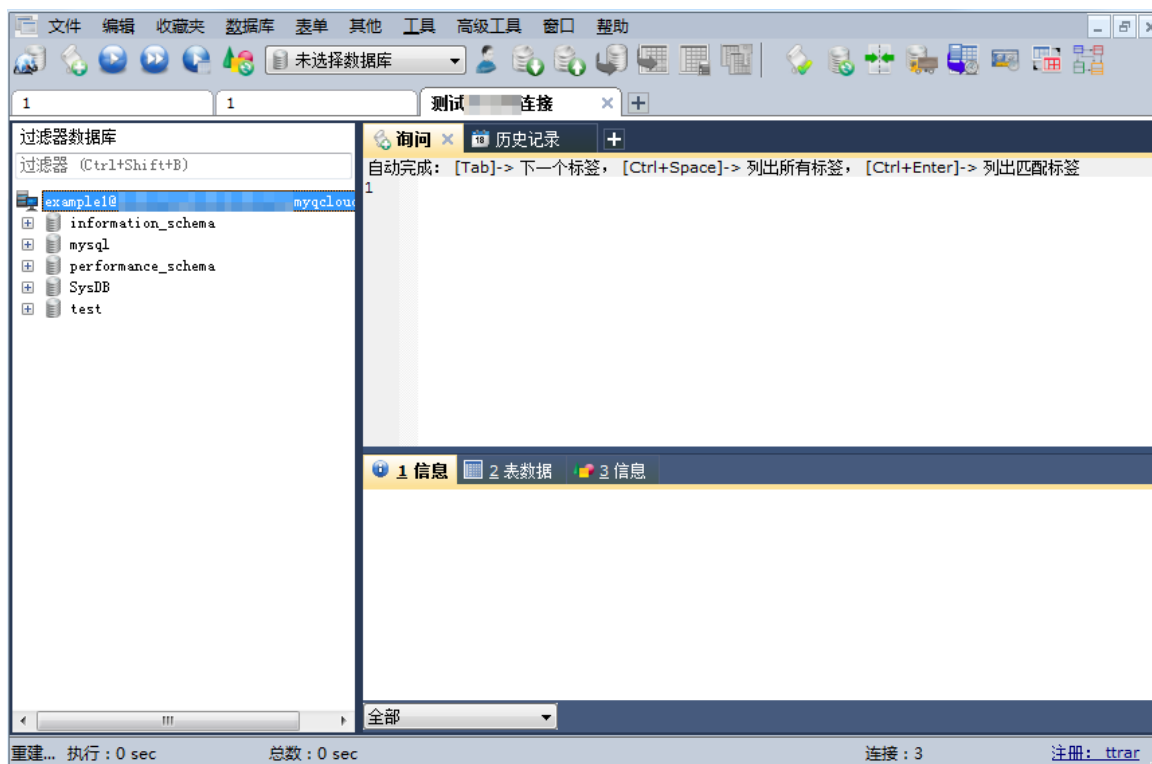 文件 编辑 收藏夹 数据库 表单 其他 工具 高级工具 窗口 帮助
未选择数据库
1 1 测试 连接
过滤器数据库
过滤器 (Ctrl+Shift+B)
example1@ myqcloud
information_schema
mysql
performance_schema
SysDB
test
询问 18 历史记录
自动完成: [Tab]-> 下一个标签, [Ctrl+Space]-> 列出所有标签, [Ctrl+Enter]-> 列出匹配标签
1
1 信息 2 表数据 3 信息
全部
重建... 执行:0 sec 总数:0 sec 连接:3 注册: ttrar